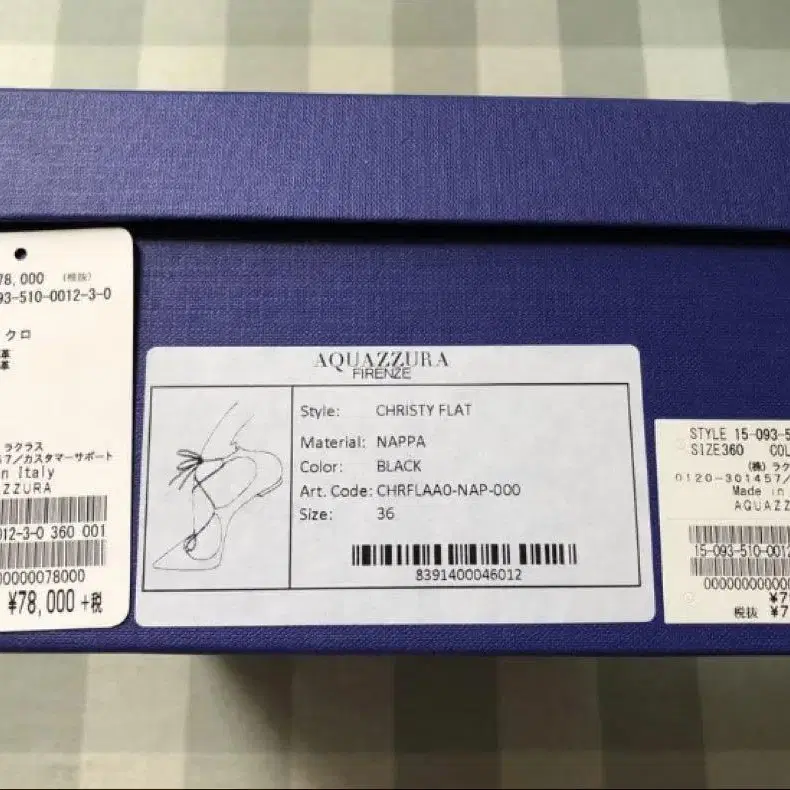 78,000 (税抜)
93-510-0012-3-0
クロ
革
革
ラクラス
57/カスタマーサポート
n Italy
ZZURA
012-3-0 360 001
00000078000
¥78,000+税
AQUAZZURA
FIRENZE
Style: CHRISTY FLAT
Material: NAPPA
Color: BLACK
Art. Code: CHRFLAA0-NAP-000
Size: 36
8391400046012
STYLE 15-093-5
SIZE360 COL
(株) ラク
0120-301457/
Made in
AQUAZZ
15-093-510-0012
000000000000
¥7
税抜 ¥7